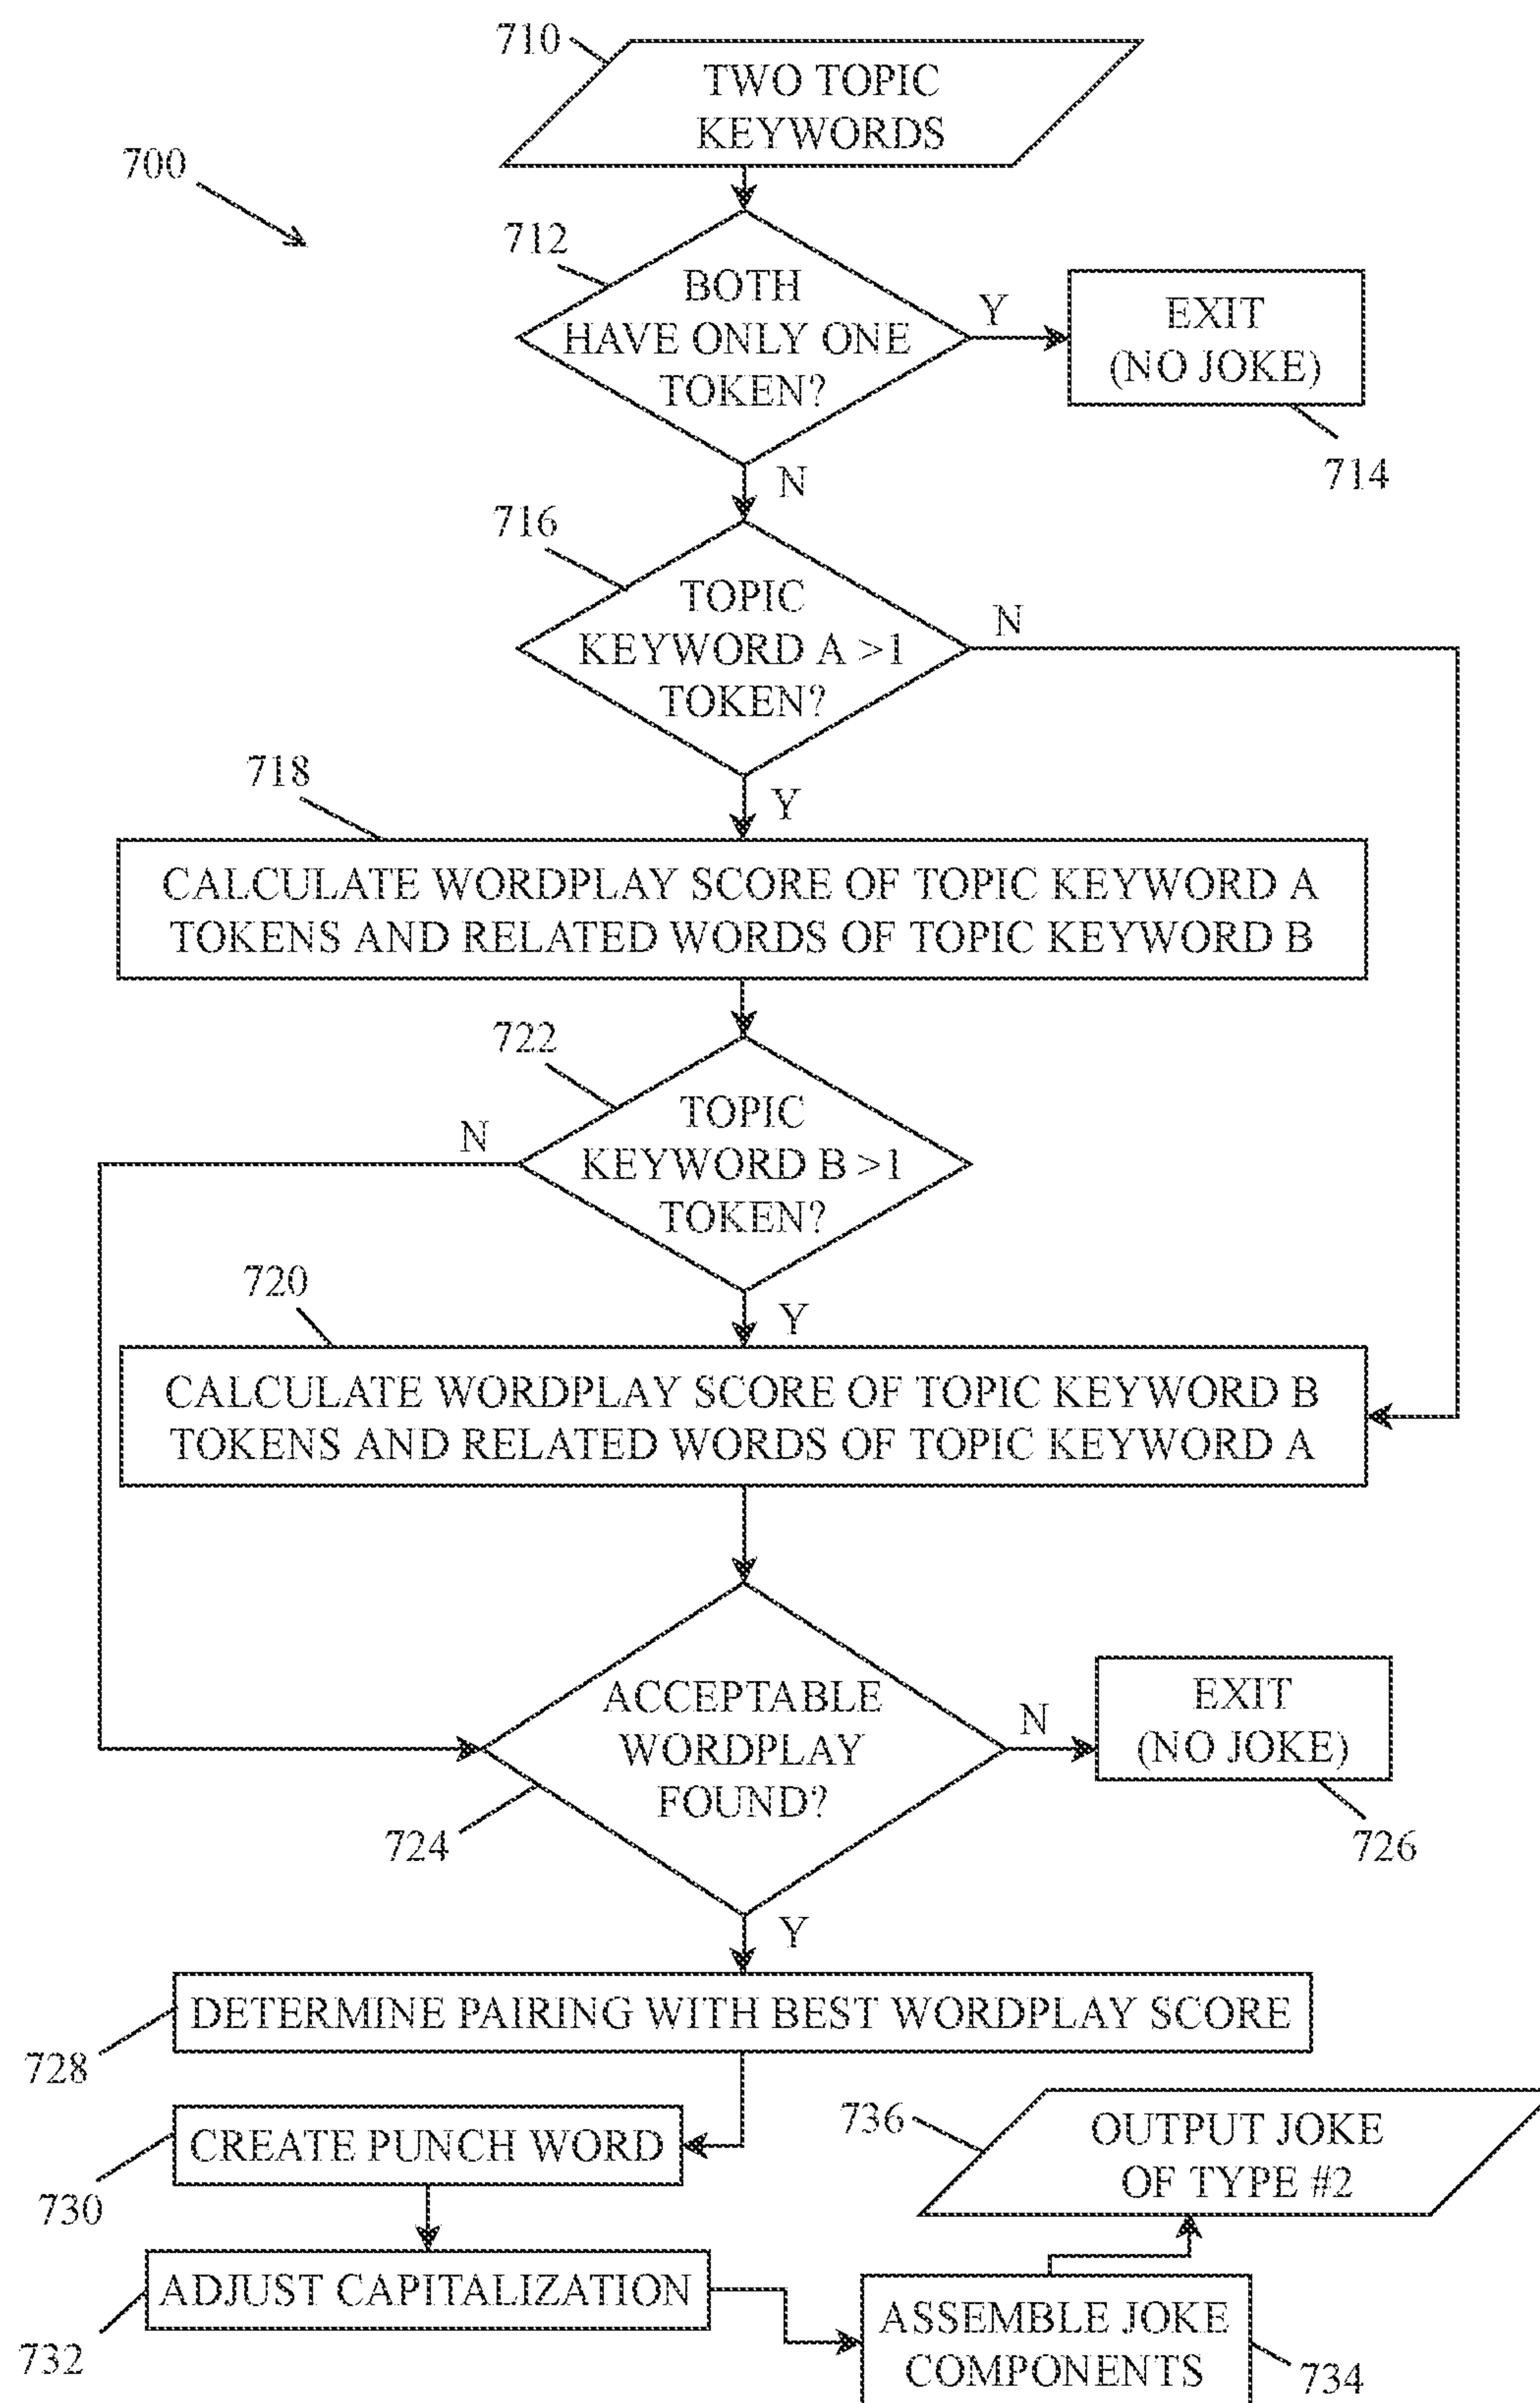 710
TWO TOPIC
KEYWORDS
700
712
BOTH
HAVE ONLY ONE
TOKEN?
Y
EXIT
(NO JOKE)
714
N
716
TOPIC
KEYWORD A >1
TOKEN?
N
Y
718
CALCULATE WORDPLAY SCORE OF TOPIC KEYWORD A
TOKENS AND RELATED WORDS OF TOPIC KEYWORD B
722
TOPIC
KEYWORD B >1
TOKEN?
N
Y
720
CALCULATE WORDPLAY SCORE OF TOPIC KEYWORD B
TOKENS AND RELATED WORDS OF TOPIC KEYWORD A
ACCEPTABLE
WORDPLAY
FOUND?
724
N
EXIT
(NO JOKE)
726
Y
DETERMINE PAIRING WITH BEST WORDPLAY SCORE
728
CREATE PUNCH WORD
730
736
OUTPUT JOKE
OF TYPE #2
ADJUST CAPITALIZATION
732
ASSEMBLE JOKE
COMPONENTS
734